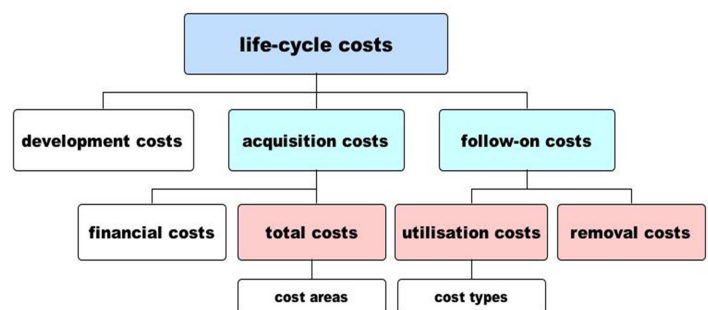 life-cycle costs
development costs
acquisition costs
follow-on costs
financial costs
total costs
utilisation costs
removal costs
cost areas
cost types